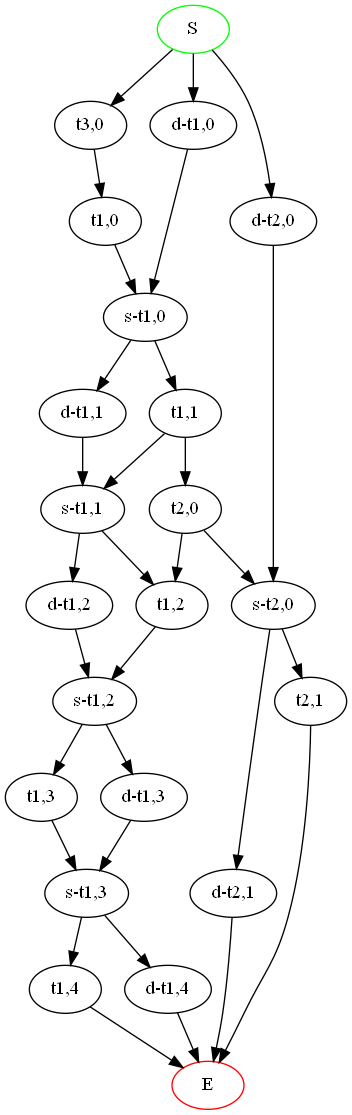 S
t3,0
d-t1,0
t1,0
d-t2,0
s-t1,0
d-t1,1
t1,1
s-t1,1
t2,0
d-t1,2
t1,2
s-t2,0
s-t1,2
t2,1
t1,3
d-t1,3
s-t1,3
d-t2,1
t1,4
d-t1,4
E